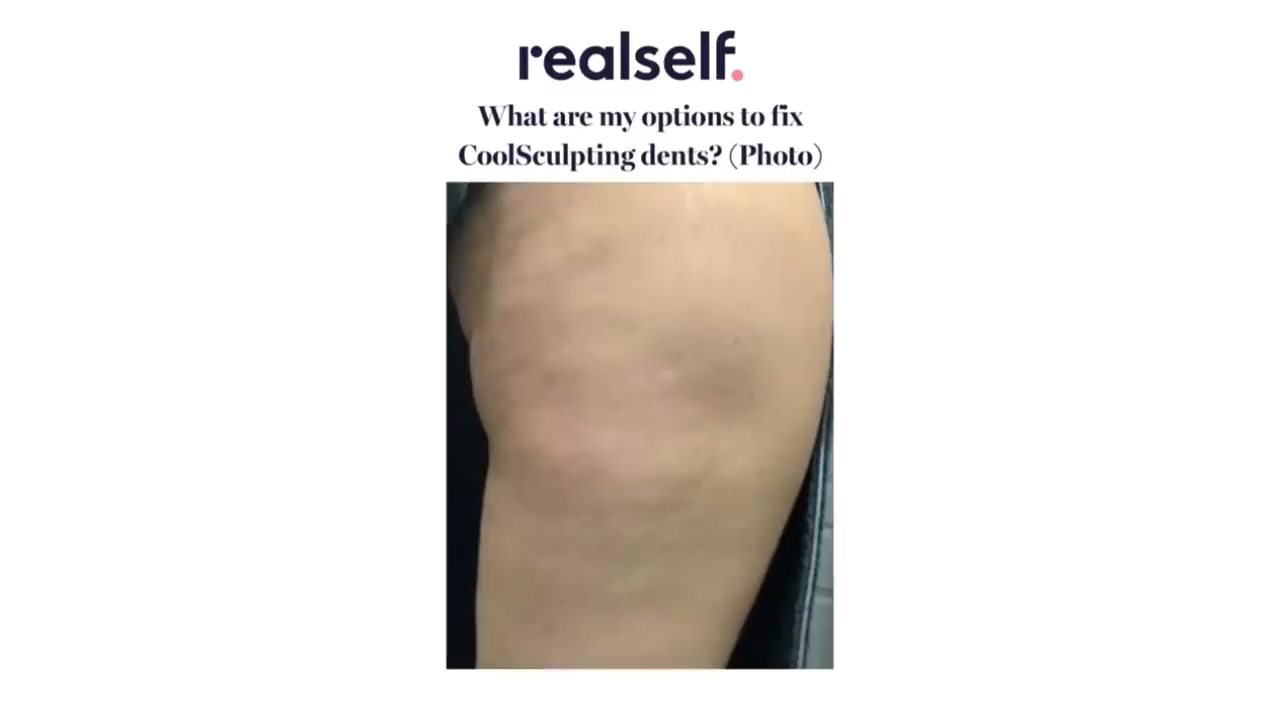 realself.
What are my options to fix
CoolSculpting dents? (Photo)